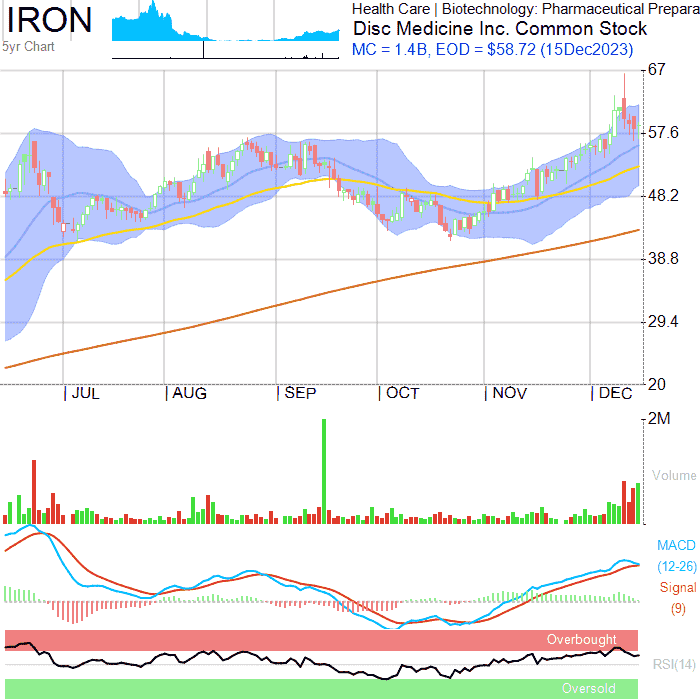 IRON
5yr Chart
Health Care | Biotechnology: Pharmaceutical Prepara
Disc Medicine Inc. Common Stock
MC = 1.4B, EOD = $58.72 (15Dec2023)
67
57.6
48.2
38.8
29.4
20
JUL
AUG
SEP
OCT
NOV
DEC
2M
Volume
MACD
(12-26)
Signal
(9)
Overbought
RSI(14)
Oversold